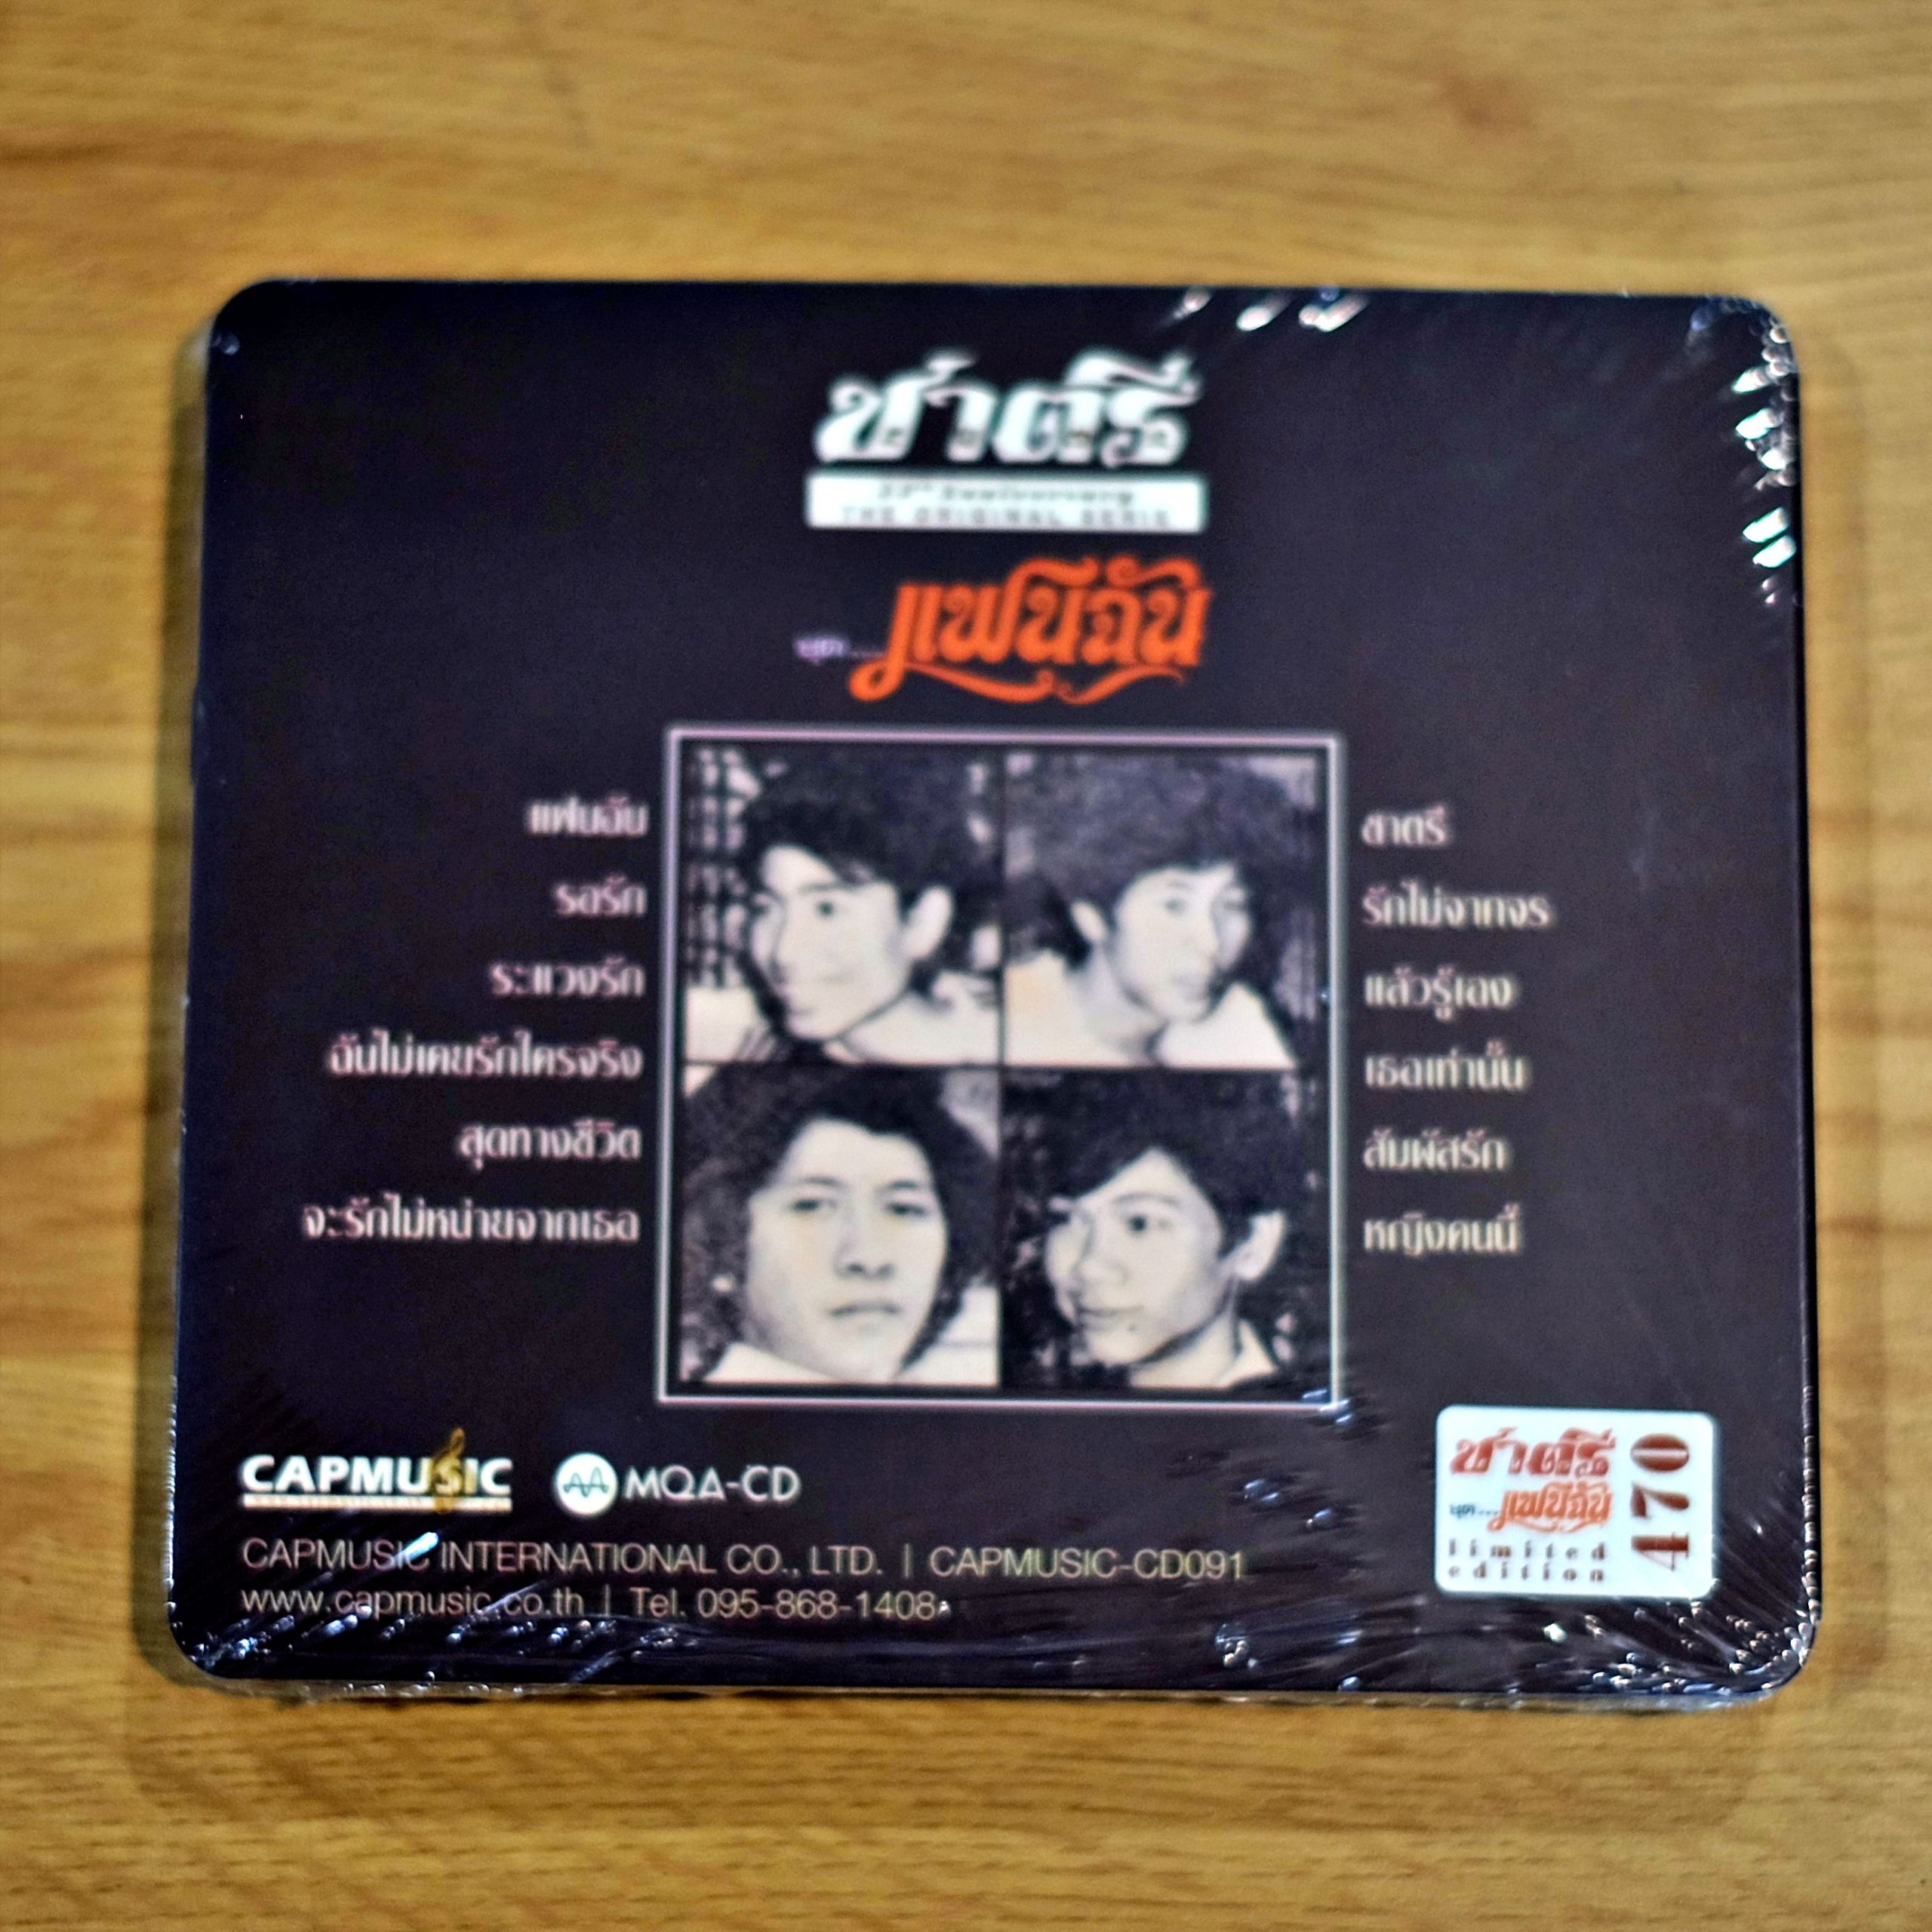 ชาตรี
Anniversary
THE ORIGINAL SERIE
ชุด....แฟนฉัน
แฟนฉัน
รอรัก
ระแวงรัก
ฉันไม่เคยรักใครจริง
สุดทางชีวิต
จะรักไม่หน่ายจากเธอ
ชาตรี
รักไม่จากจร
แล้วรู้เอง
เธอเท่านั้น
สัมผัสรัก
หญิงคนนี้
CAPMUSIC
MQA-CD
CAPMUSIC INTERNATIONAL CO., LTD. | CAPMUSIC-CD091
www.capmusic.co.th | Tel. 095-868-1408
ชาตรี
ชุด....แฟนฉัน
limited
edition
470